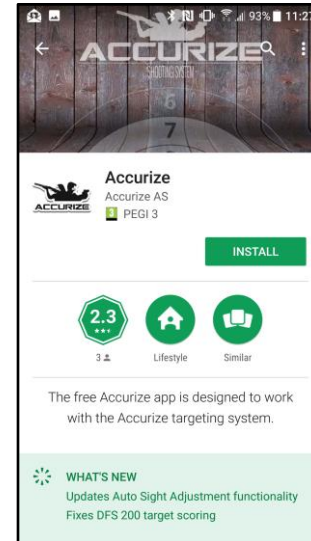 93% 11:27
ACCURIZE
SHOOTING SYSTEM
6
7
Accurize
ACCURIZE
Accurize AS
3 PEGI 3
INSTALL
2.3
3
Lifestyle
Similar
The free Accurize app is designed to work
with the Accurize targeting system.
WHAT'S NEW
Updates Auto Sight Adjustment functionality
Fixes DFS 200 target scoring